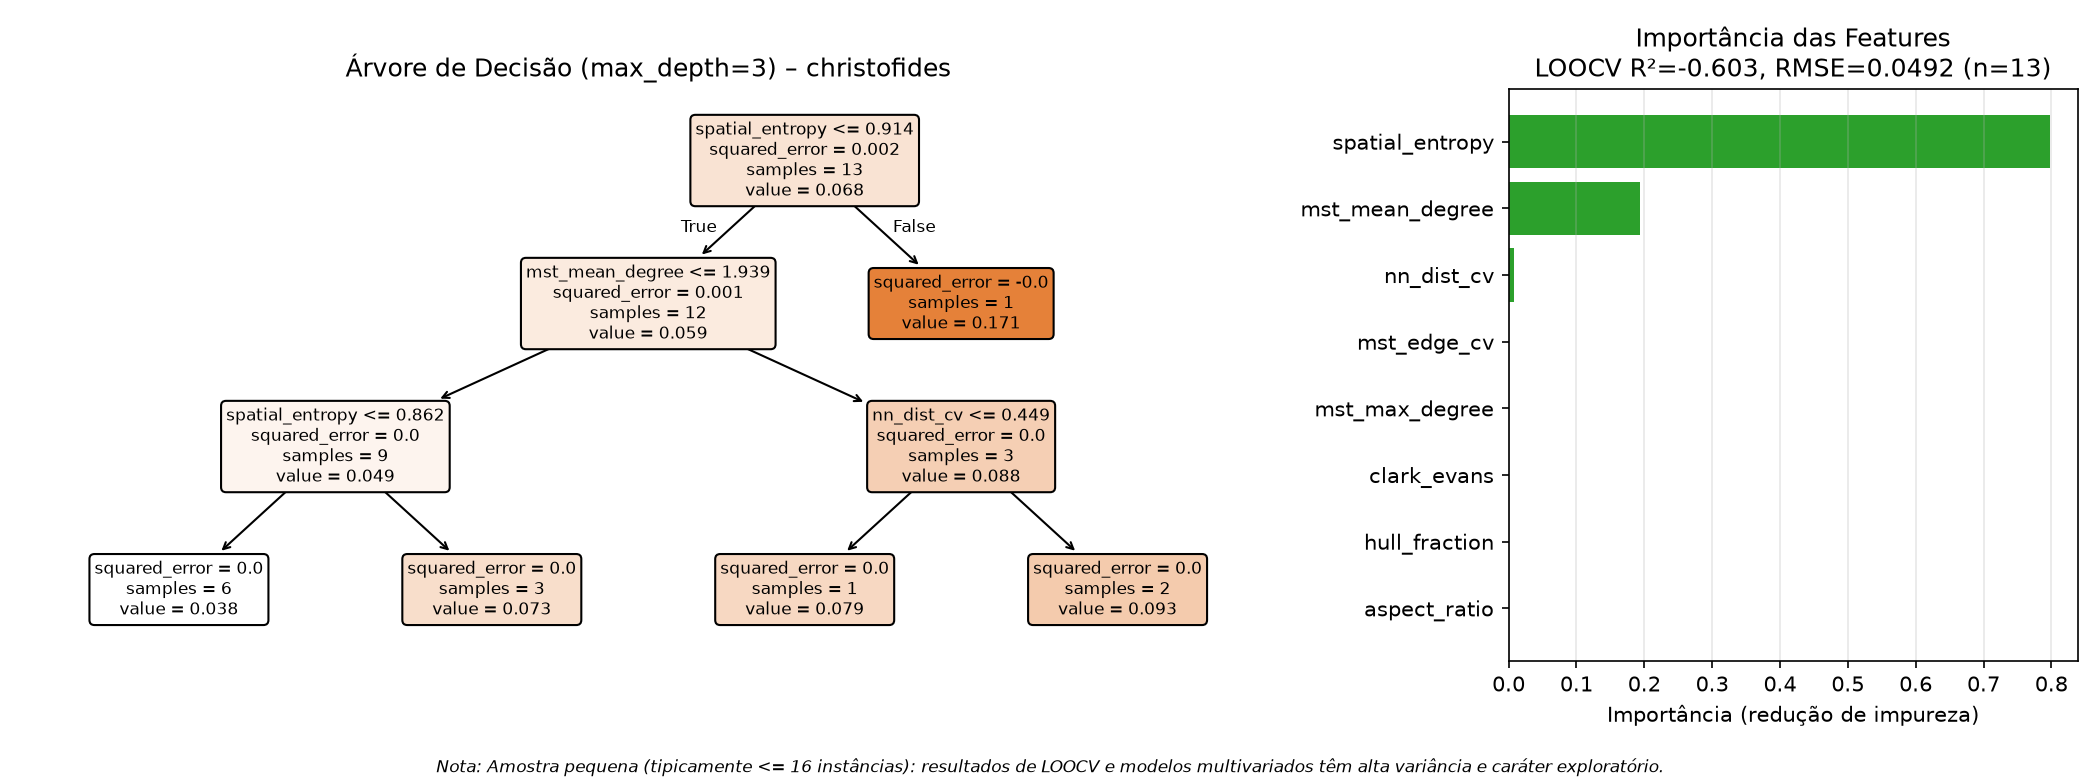 Árvore de Decisão (max_depth=3) – christofides
spatial_entropy <= 0.914
squared_error = 0.002
samples = 13
value = 0.068
True
False
mst_mean_degree <= 1.939
squared_error = 0.001
samples = 12
value = 0.059
squared_error = -0.0
samples = 1
value = 0.171
spatial_entropy <= 0.862
squared_error = 0.0
samples = 9
value = 0.049
nn_dist_cv <= 0.449
squared_error = 0.0
samples = 3
value = 0.088
squared_error = 0.0
samples = 6
value = 0.038
squared_error = 0.0
samples = 3
value = 0.073
squared_error = 0.0
samples = 1
value = 0.079
squared_error = 0.0
samples = 2
value = 0.093
Importância das Features
LOOCV R²=-0.603, RMSE=0.0492 (n=13)
spatial_entropy
mst_mean_degree
nn_dist_cv
mst_edge_cv
mst_max_degree
clark_evans
hull_fraction
aspect_ratio
0.0 0.1 0.2 0.3 0.4 0.5 0.6 0.7 0.8
Importância (redução de impureza)
Nota: Amostra pequena (tipicamente <= 16 instâncias): resultados de LOOCV e modelos multivariados têm alta variância e caráter exploratório.